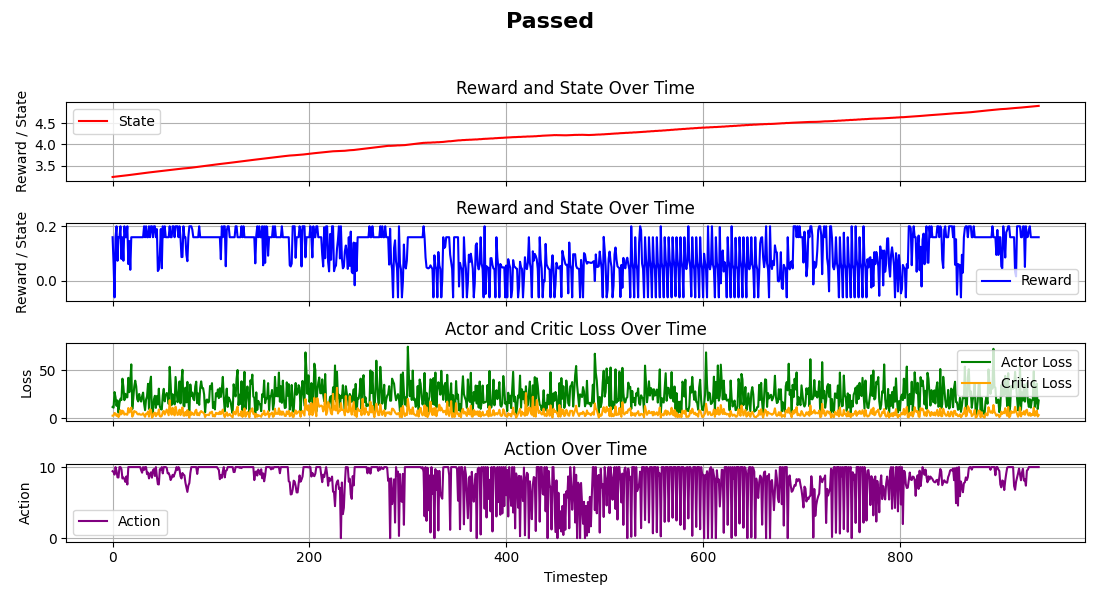 Passed
Reward and State Over Time
Reward / State
4.5
4.0
3.5
State
Reward and State Over Time
Reward / State
0.2
0.0
Reward
Actor and Critic Loss Over Time
Loss
50
0
Actor Loss
Critic Loss
Action Over Time
Action
10
0
Action
0 200 400 600 800
Timestep